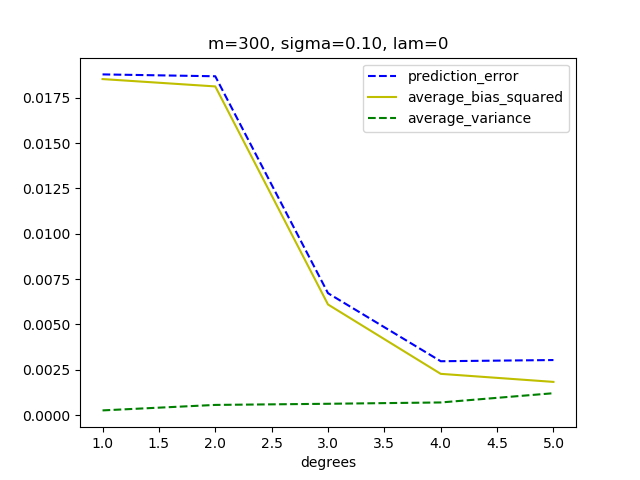 m=300, sigma=0.10, lam=0
prediction_error
average_bias_squared
average_variance
0.0175
0.0150
0.0125
0.0100
0.0075
0.0050
0.0025
0.0000
1.0 1.5 2.0 2.5 3.0 3.5 4.0 4.5 5.0
degrees